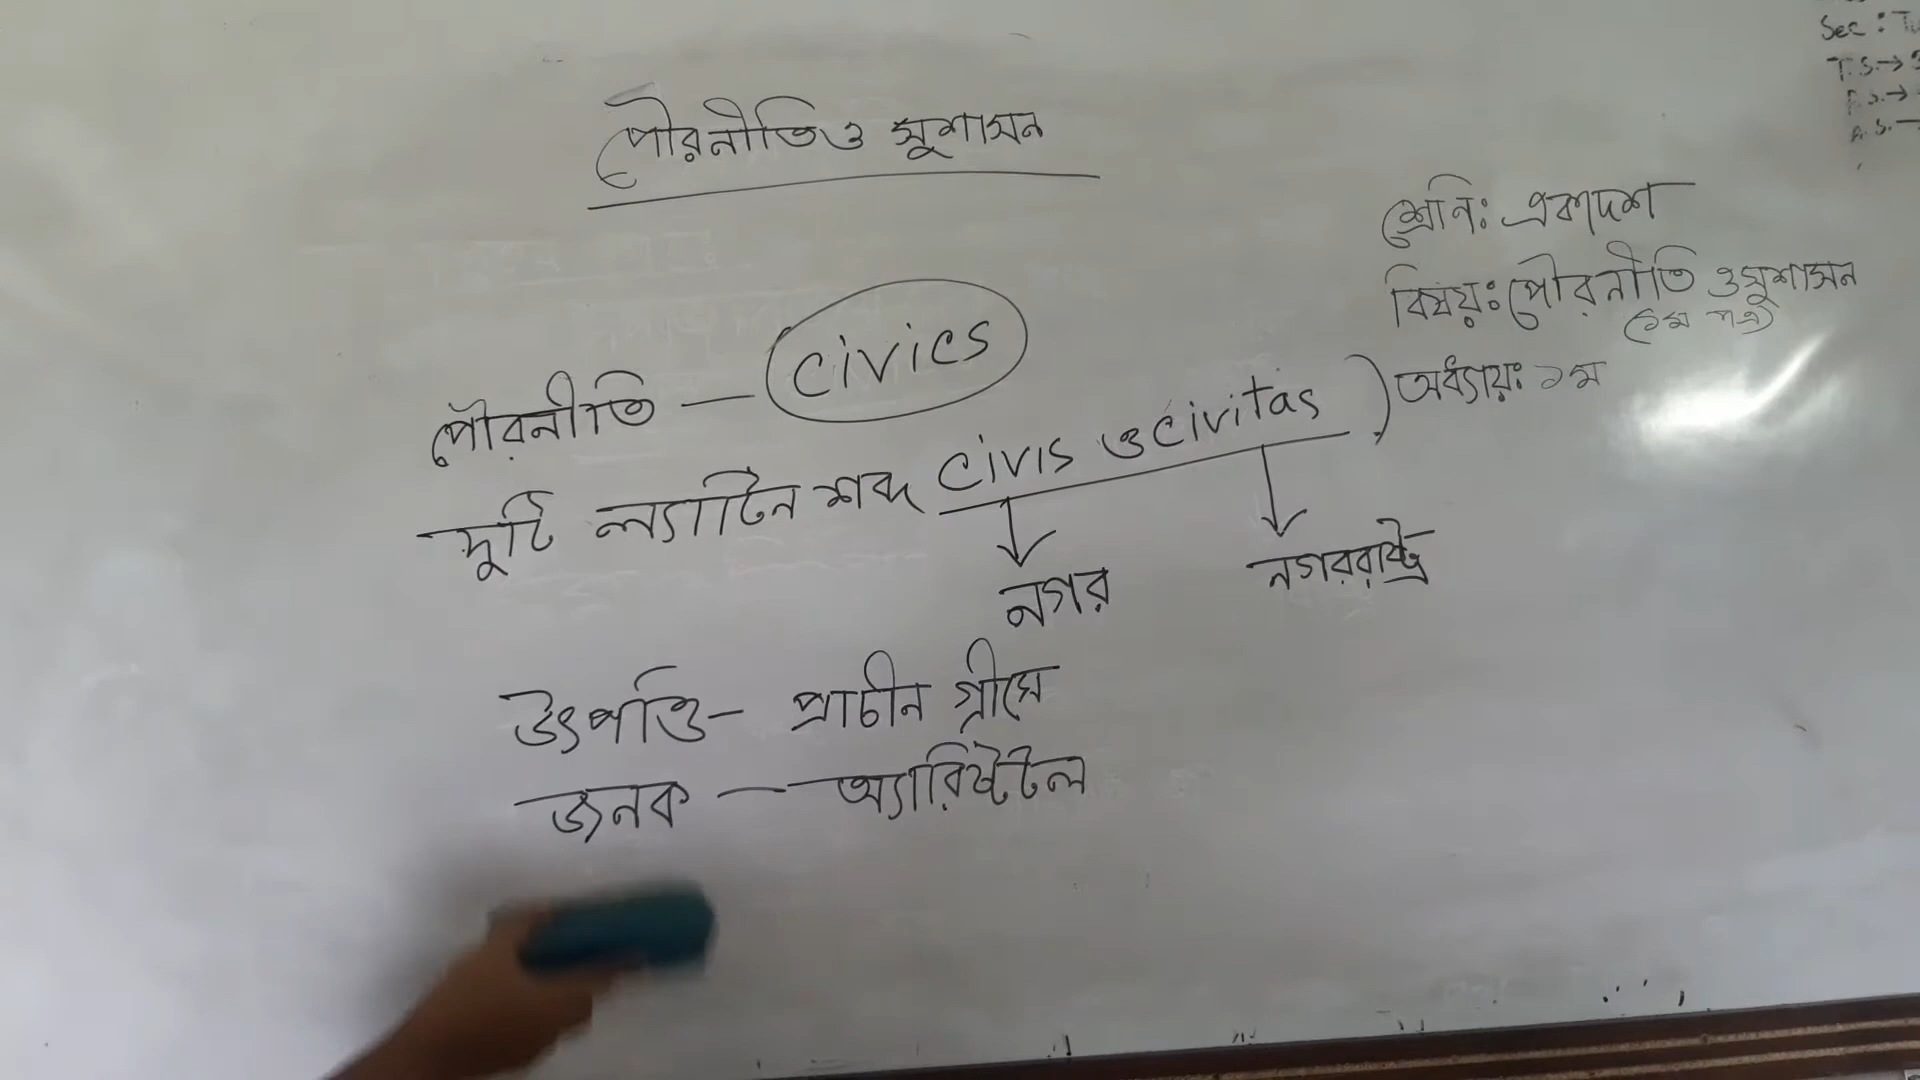 পৌরনীতি ও সুশাসন
পৌরনীতি — civics
দুটি ল্যাটিন শব্দ civis ও civitas
নগর
নগররাষ্ট্র
উৎপত্তি - প্রাচীন গ্রীসে
জনক — অ্যারিষ্টটল
শ্রেনি: একাদশ
বিষয়: পৌরনীতি ও সুশাসন
(১ম পত্র)
অধ্যায়: ১ম
Sec :
T.S. →